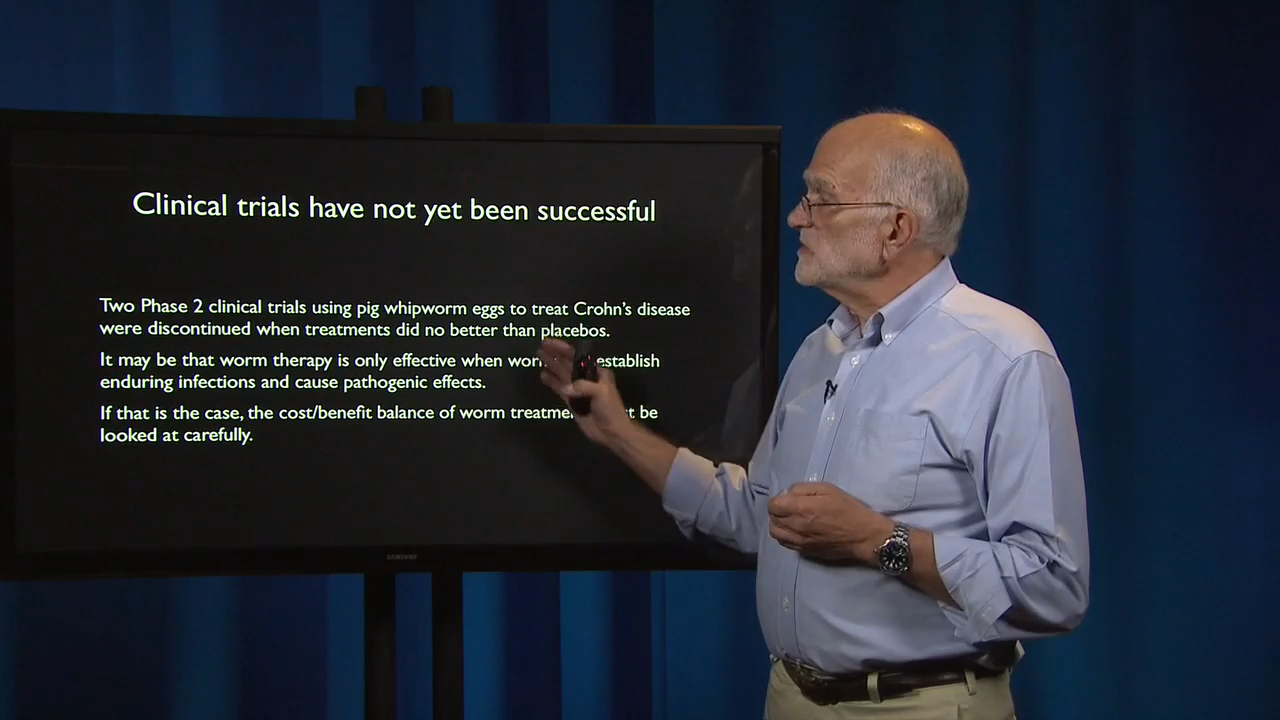 Clinical trials have not yet been successful
Two Phase 2 clinical trials using pig whipworm eggs to treat Crohn's disease
were discontinued when treatments did no better than placebos.
It may be that worm therapy is only effective when establish
enduring infections and cause pathogenic effects.
If that is the case, the cost/benefit balance of worm be
looked at carefully.
SAMSUNG